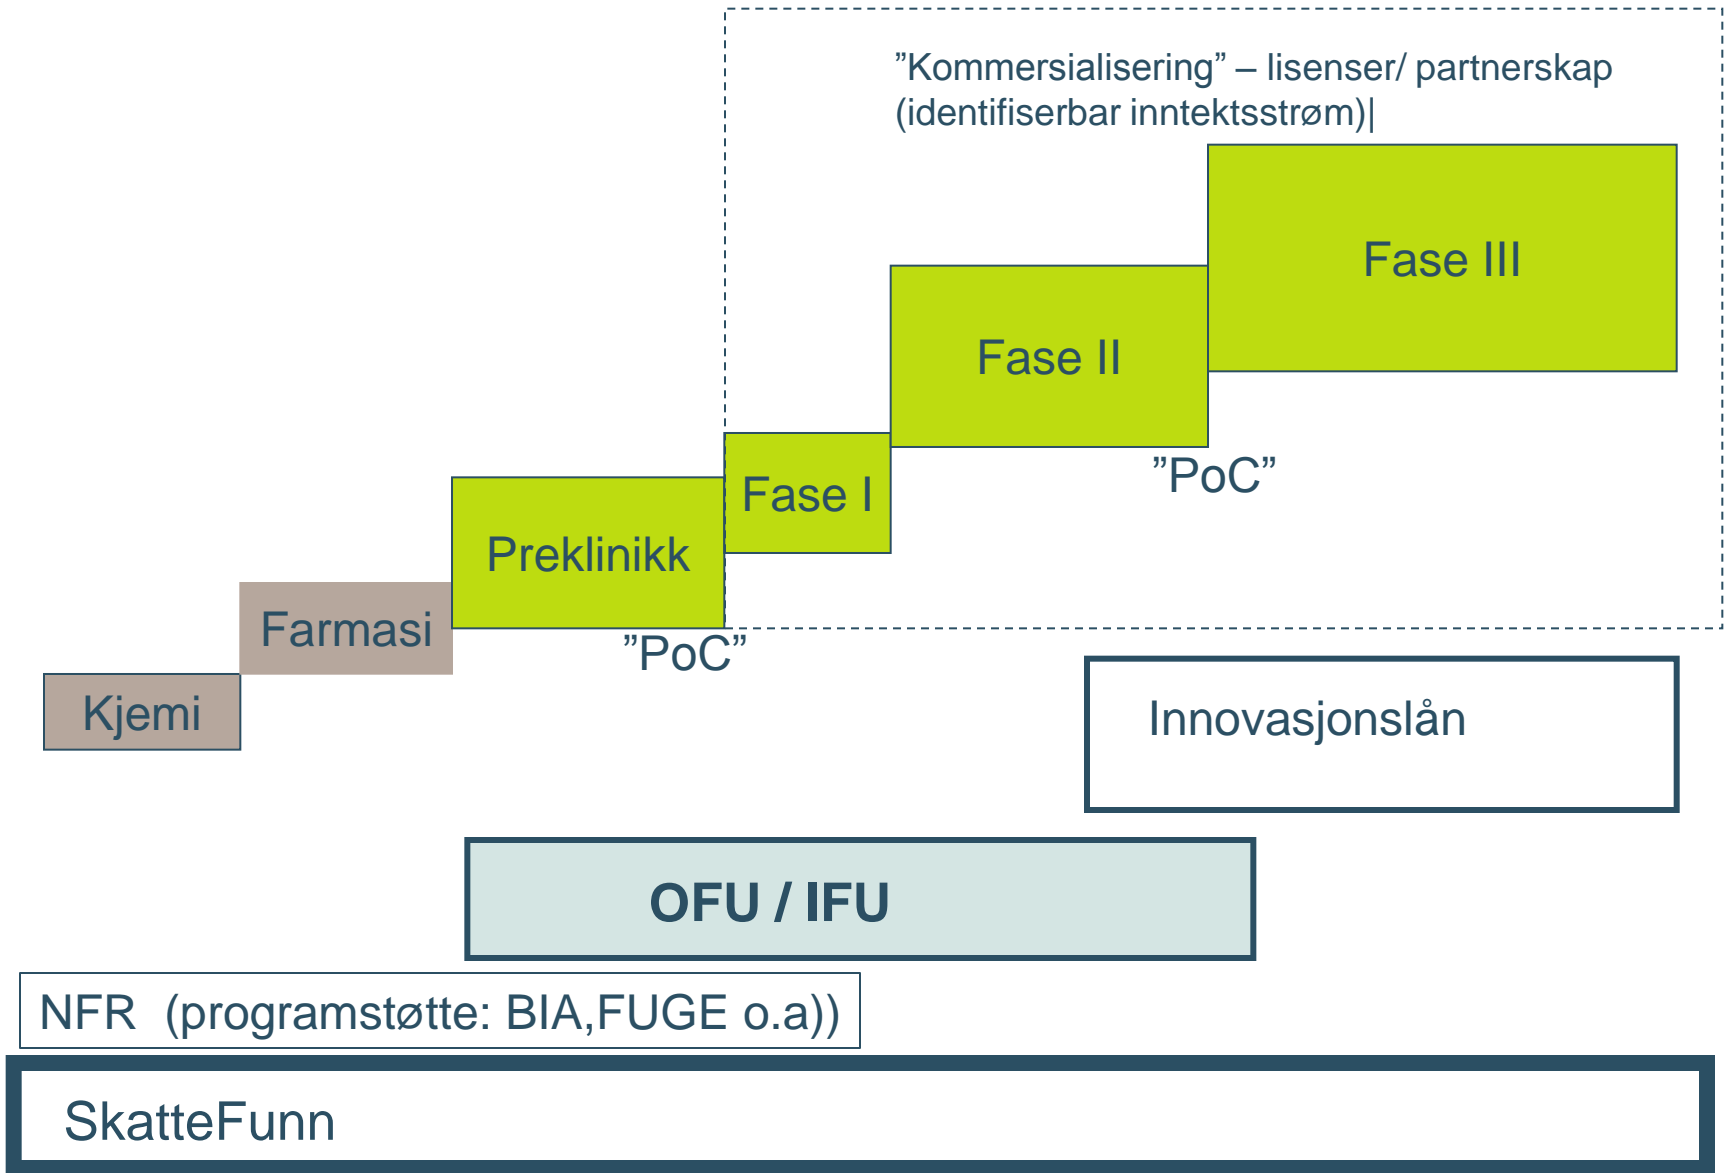 ”Kommersialisering” – lisenser/ partnerskap
(identifiserbar inntektsstrøm)|
Fase III
Fase II
”PoC”
Fase I
Preklinikk
”PoC”
Farmasi
Kjemi
Innovasjonslån
OFU / IFU
NFR  (programstøtte: BIA,FUGE o.a))
SkatteFunn